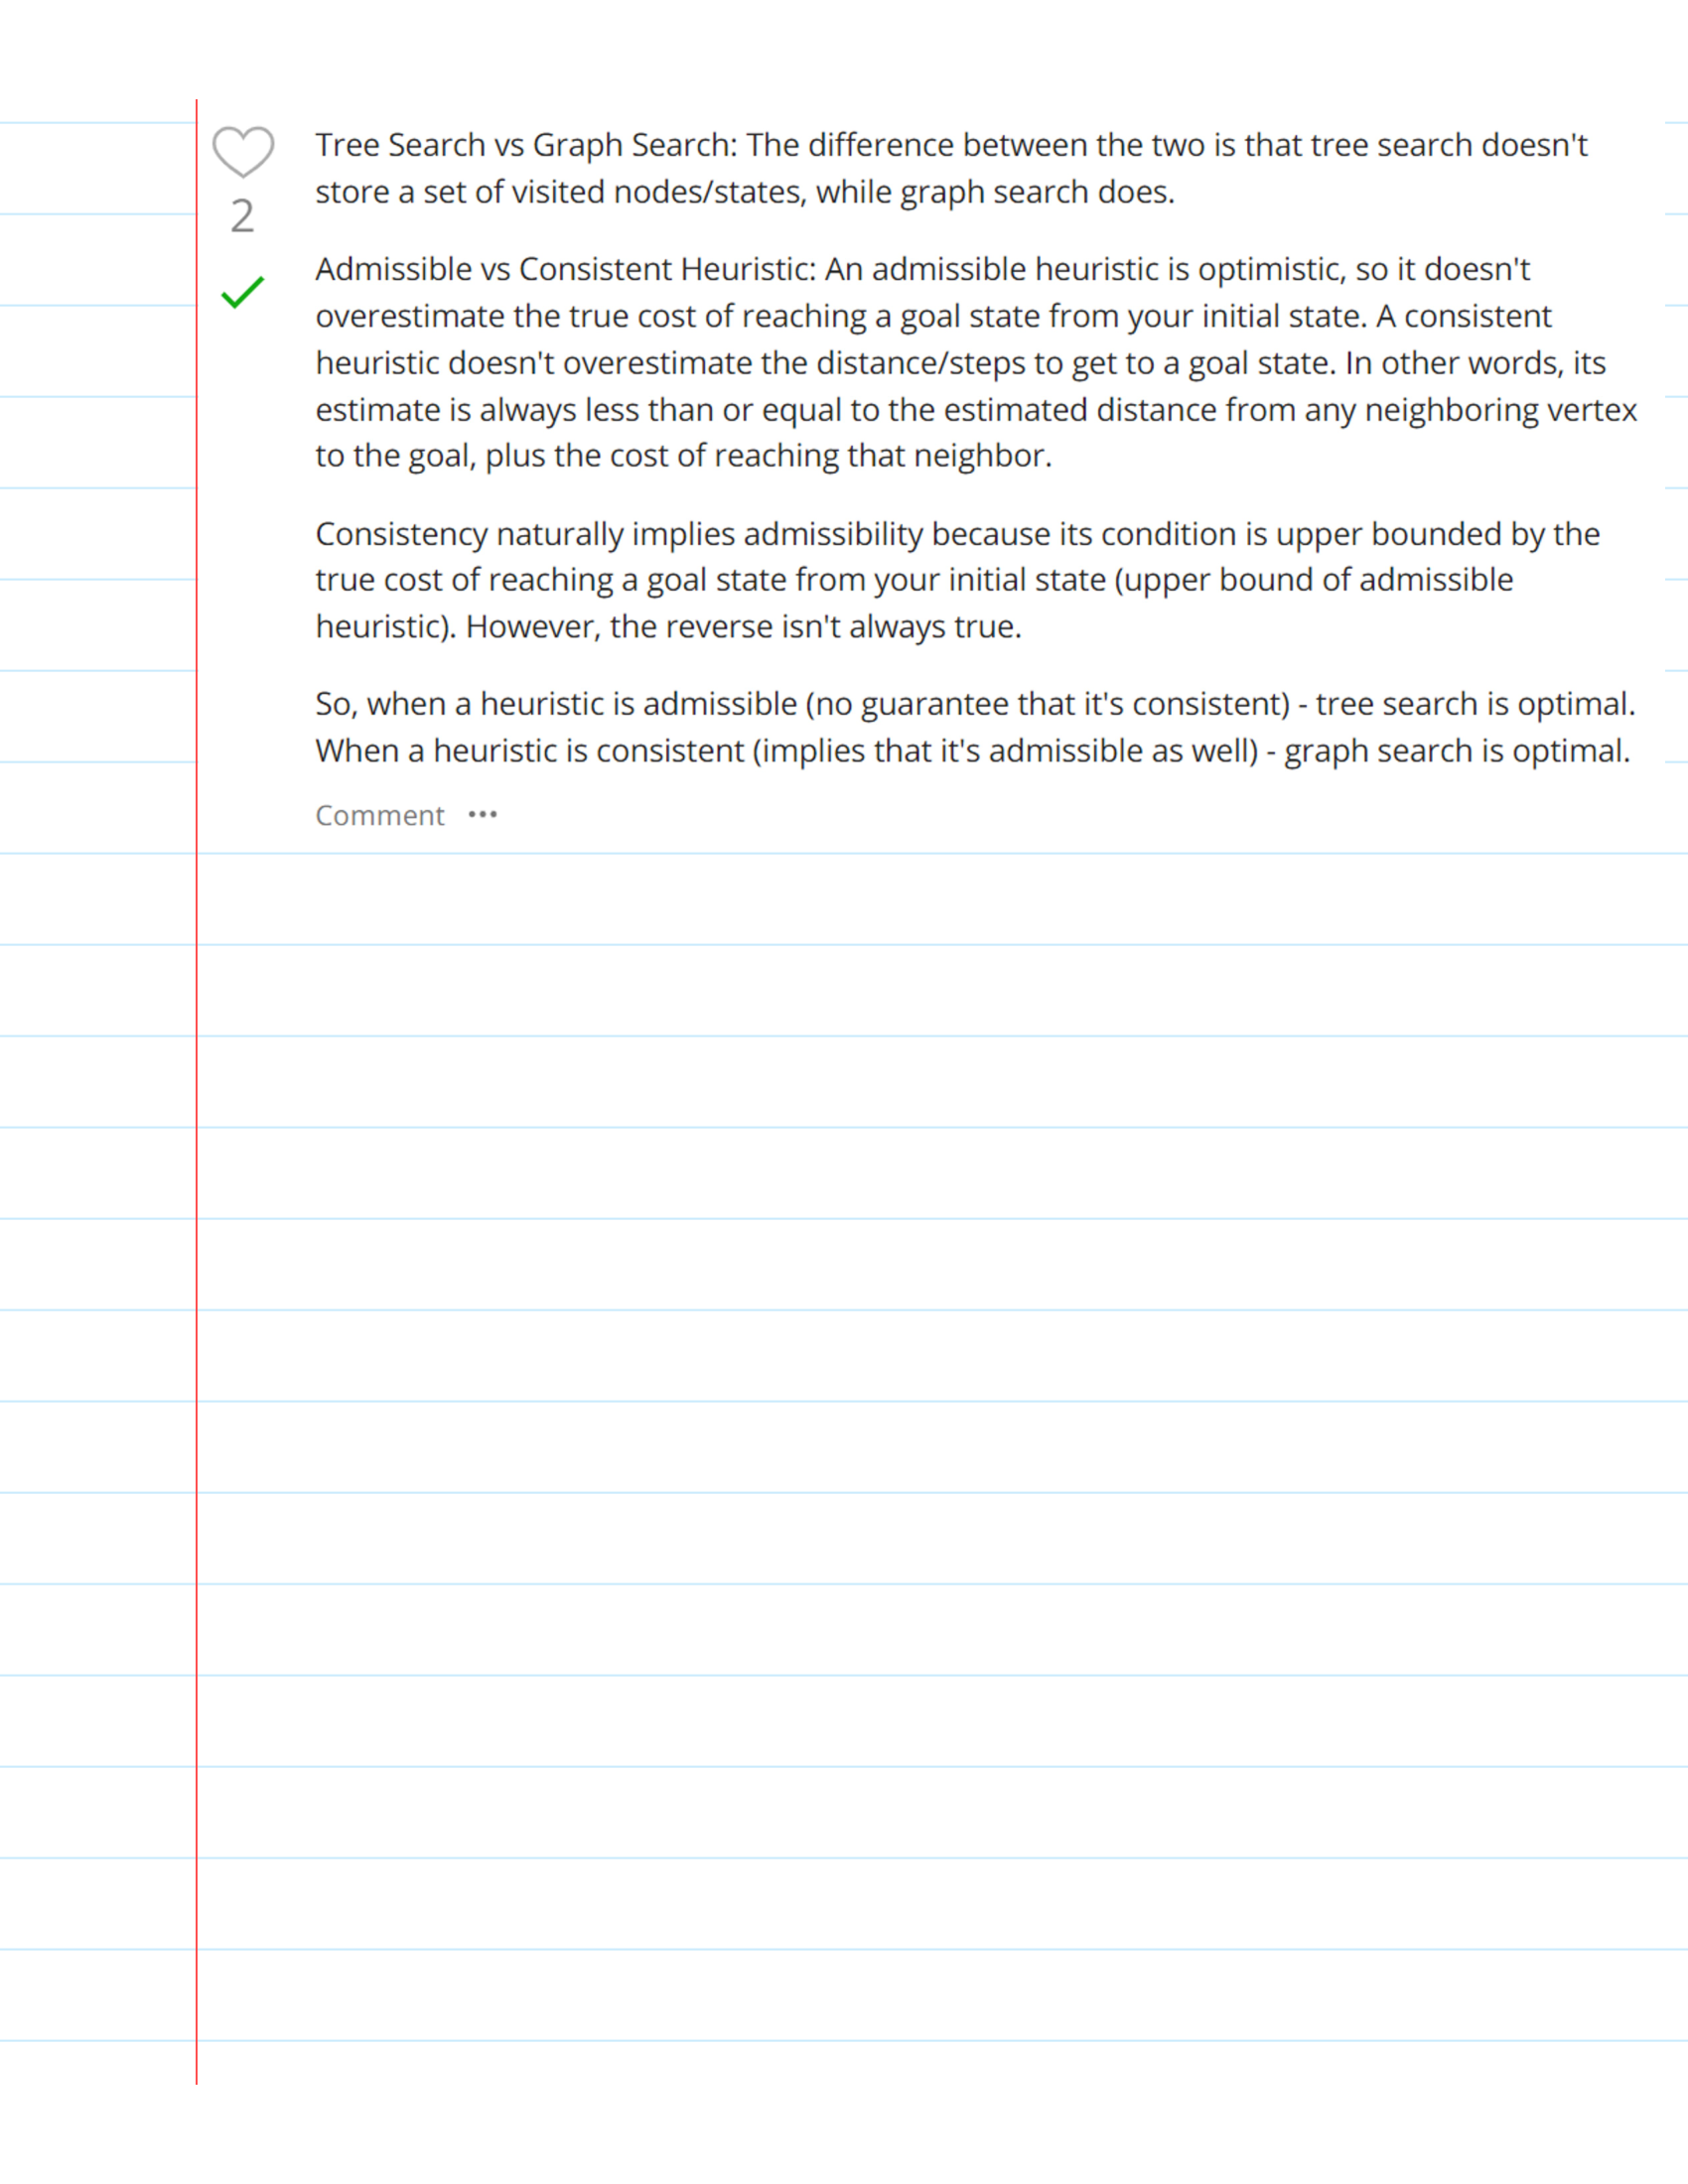 Tree Search vs Graph Search: The difference between the two is that tree search doesn't
store a set of visited nodes/states, while graph search does.
2
Admissible vs Consistent Heuristic: An admissible heuristic is optimistic, so it doesn't
overestimate the true cost of reaching a goal state from your initial state. A consistent
heuristic doesn't overestimate the distance/steps to get to a goal state. In other words, its
estimate is always less than or equal to the estimated distance from any neighboring vertex
to the goal, plus the cost of reaching that neighbor.
Consistency naturally implies admissibility because its condition is upper bounded by the
true cost of reaching a goal state from your initial state (upper bound of admissible
heuristic). However, the reverse isn't always true.
So, when a heuristic is admissible (no guarantee that it's consistent) - tree search is optimal.
When a heuristic is consistent (implies that it's admissible as well) - graph search is optimal.
Comment •••